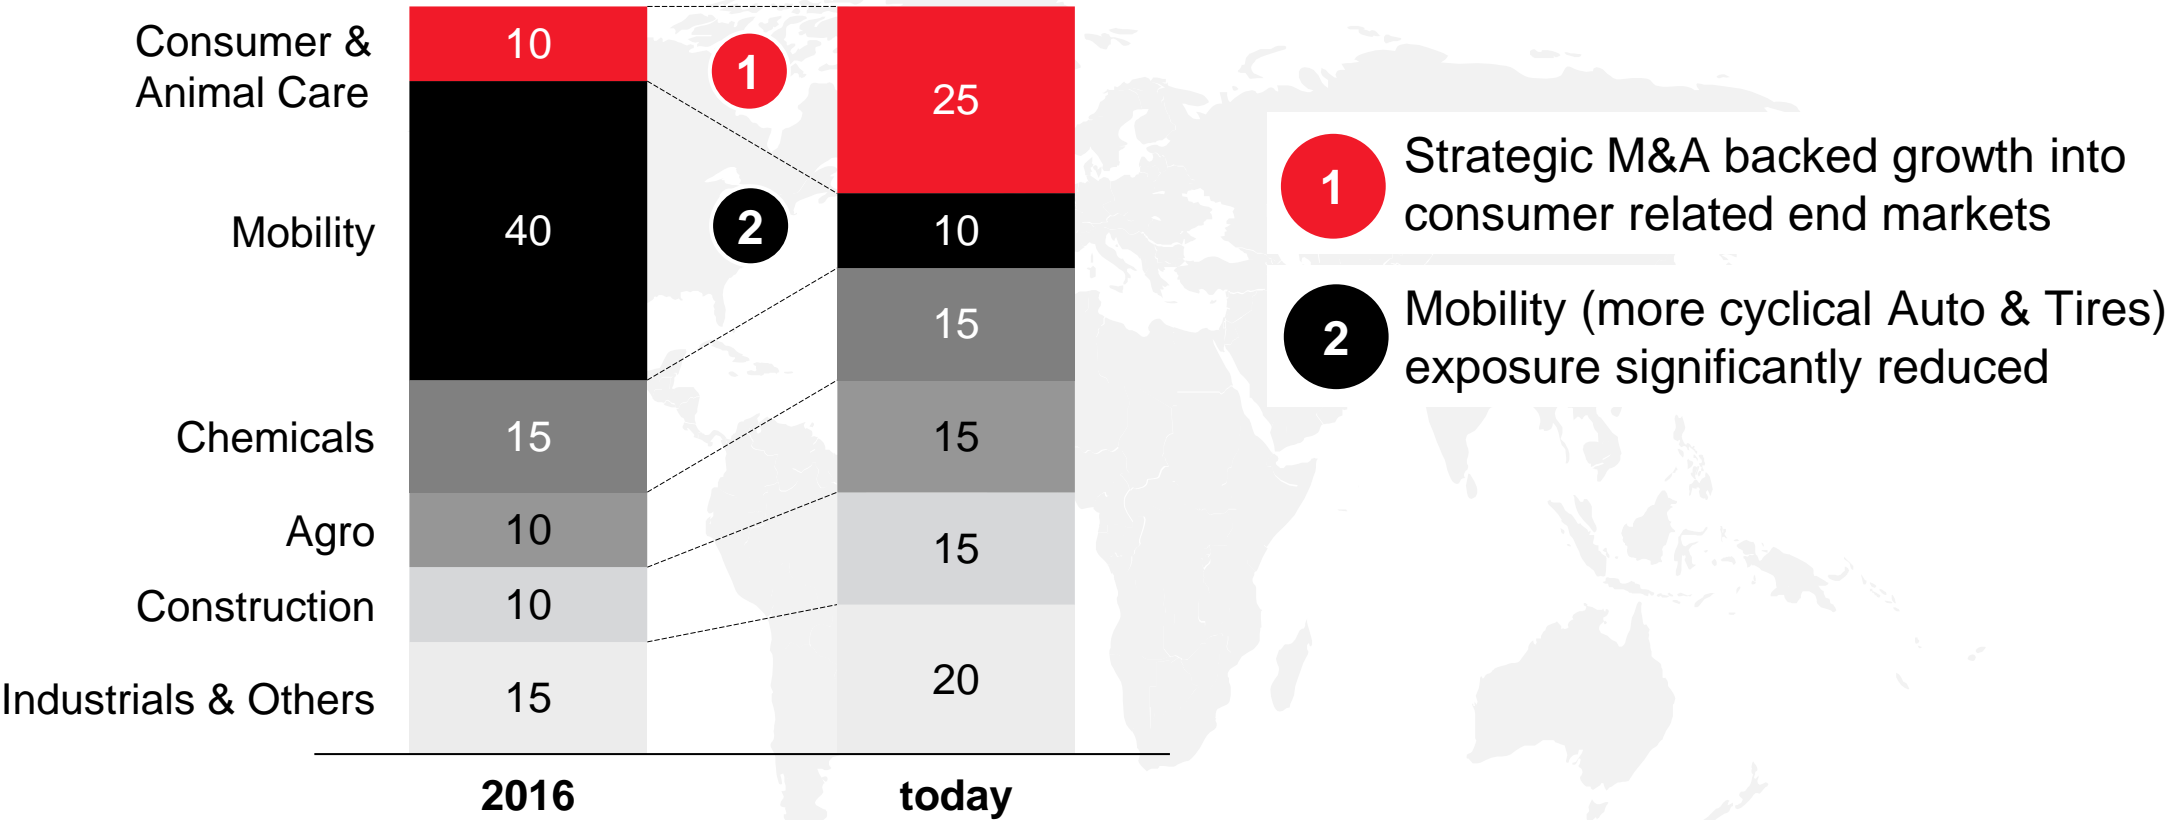 Consumer &
Animal Care
10
1
25
Mobility
40
2
10
Chemicals
15
15
Agro
10
15
Construction
10
15
Industrials & Others
15
20
2016
today
1
Strategic M&A backed growth into
consumer related end markets
2
Mobility (more cyclical Auto & Tires)
exposure significantly reduced